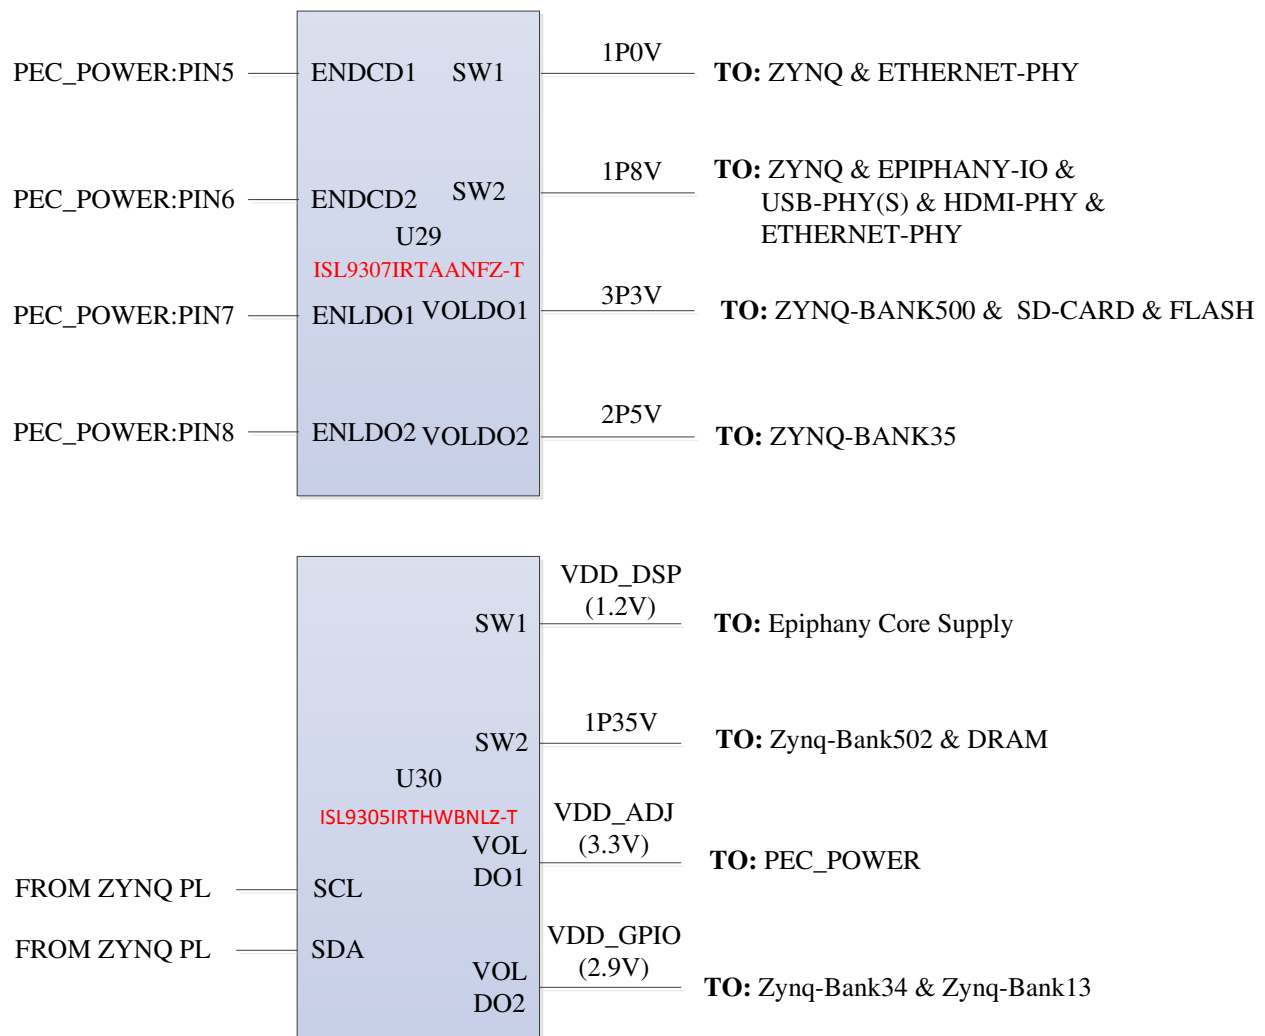 PEC_POWER:PIN5 ENDCD1 SW1 1P0V TO: ZYNQ & ETHERNET-PHY
PEC_POWER:PIN6 ENDCD2 SW2 1P8V TO: ZYNQ & EPIPHANY-IO &
USB-PHY(S) & HDMI-PHY &
ETHERNET-PHY
U29
ISL9307IRTAANFZ-T
PEC_POWER:PIN7 ENLDO1 VOLDO1 3P3V TO: ZYNQ-BANK500 & SD-CARD & FLASH
PEC_POWER:PIN8 ENLDO2 VOLDO2 2P5V TO: ZYNQ-BANK35
VDD_DSP
(1.2V)
SW1 TO: Epiphany Core Supply
1P35V
SW2 TO: Zynq-Bank502 & DRAM
U30
ISL9305IRTHWBNLZ-T
VDD_ADJ
(3.3V)
VOL
DO1
TO: PEC_POWER
FROM ZYNQ PL SCL
FROM ZYNQ PL SDA
VDD_GPIO
(2.9V)
VOL
DO2
TO: Zynq-Bank34 & Zynq-Bank13